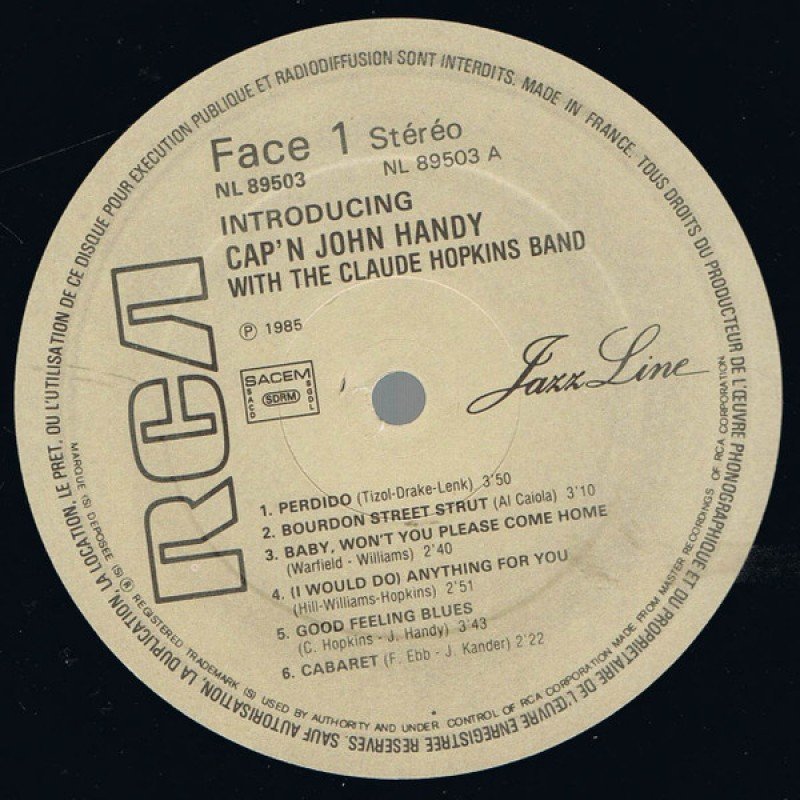 Face 1 Stéréo
NL 89503 NL 89503 A
INTRODUCING
CAP'N JOHN HANDY
WITH THE CLAUDE HOPKINS BAND
℗ 1985
SACEM
SACD SDRM SGDL
RCA
Jazz Line
1. PERDIDO (Tizol-Drake-Lenk) 3'50
2. BOURDON STREET STRUT (Al Caiola) 3'10
3. BABY, WON'T YOU PLEASE COME HOME
(Warfield - Williams) 2'40
4. (I WOULD DO) ANYTHING FOR YOU
(Hill-Williams-Hopkins) 2'51
5. GOOD FEELING BLUES
(C. Hopkins - J. Handy) 3'43
6. CABARET (F. Ebb - J. Kander) 2'22
MADE IN FRANCE. TOUS DROITS DU PRODUCTEUR DE L'ŒUVRE PHONOGRAPHIQUE ET DU PROPRIETAIRE DE L'ŒUVRE ENREGISTREE RESERVES. SAUF AUTORISATION, LA DUPLICATION, LA LOCATION, LE PRET, OU L'UTILISATION DE CE DISQUE POUR EXECUTION PUBLIQUE ET RADIODIFFUSION SONT INTERDITS.
MARQUE (S) DEPOSEE (S) ® REGISTERED TRADEMARK (S) USED BY AUTHORITY AND UNDER CONTROL OF RCA CORPORATION MADE FROM MASTER RECORDINGS OF RCA CORPORATION